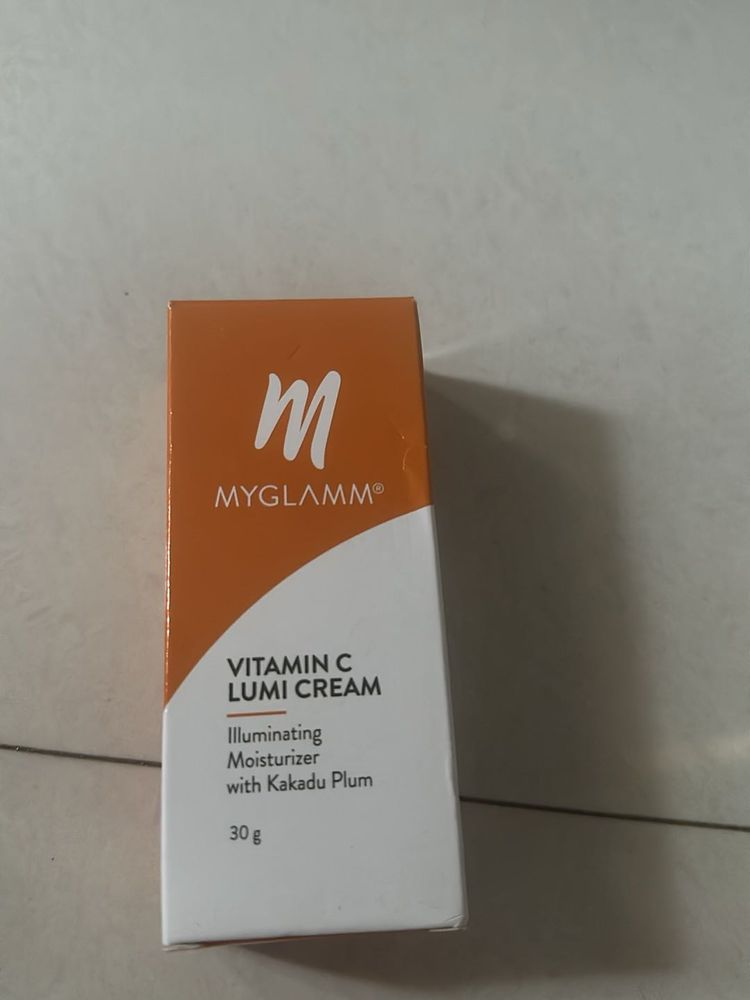 m
MYGLAMM®
VITAMIN C
LUMI CREAM
Illuminating
Moisturizer
with Kakadu Plum
30 g